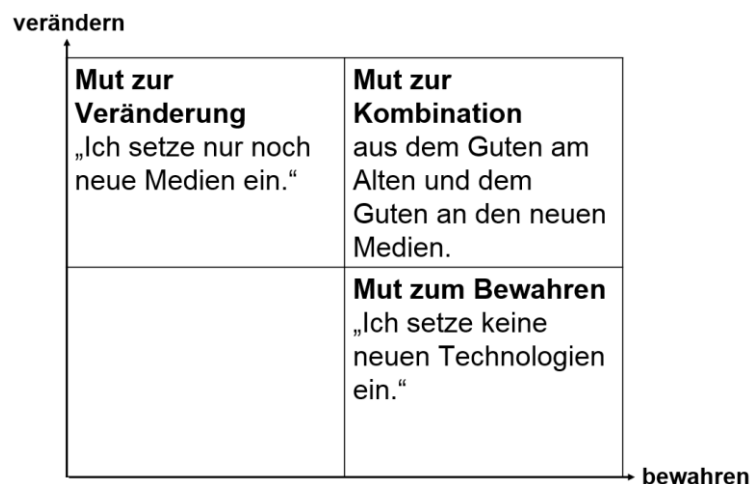 verändern
Mut zur
Veränderung
„Ich setze nur noch
neue Medien ein.“
Mut zur
Kombination
aus dem Guten am
Alten und dem
Guten an den neuen
Medien.
Mut zum Bewahren
„Ich setze keine
neuen Technologien
ein.“
bewahren